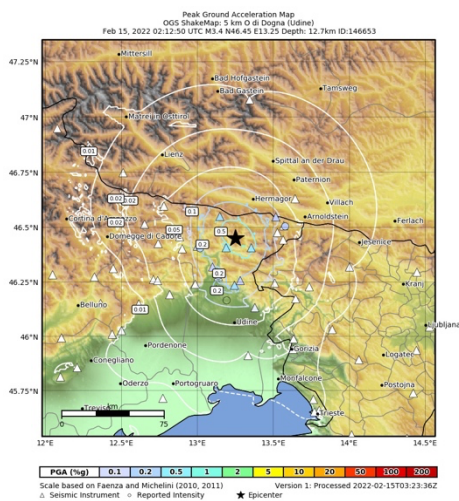 Peak Ground Acceleration Map
OGS ShakeMap: 5 km O di Dogna (Udine)
Feb 15, 2022 02:12:50 UTC M3.4 N46.45 E13.25 Depth: 12.7km ID:146653
47.25°N
Mittersill
Bad Hofgastein
Bad Gastein
Tamsweg
47°N
Matrei in Osttirol
0.01
Lienz
Spittal an der Drau
46.75°N
Paternion
0.02
0.02
Hermagor
Villach
0.1
Cortina d'Ampezzo
Arnoldstein
0.02
Ferlach
46.5°N
0.05
0.5
Domegge di Cadore
0.2
Jesenice
0.2
46.25°N
Kranj
0.2
Belluno
0.01
Udine
Ljubljana
46°N
Pordenone
Gorizia
Conegliano
Logatec
45.75°N
Oderzo
Portogruaro
Monfalcone
Postojna
Treviso
km
0
75
Trieste
12°E
12.5°E
13°E
13.5°E
14°E
14.5°E
PGA (%g)
0.1
0.2
0.5
1
2
5
10
20
50
100
200
Scale based on Faenza and Michelini (2010, 2011)
Version 1: Processed 2022-02-15T03:23:36Z
Seismic Instrument
Reported Intensity
Epicenter